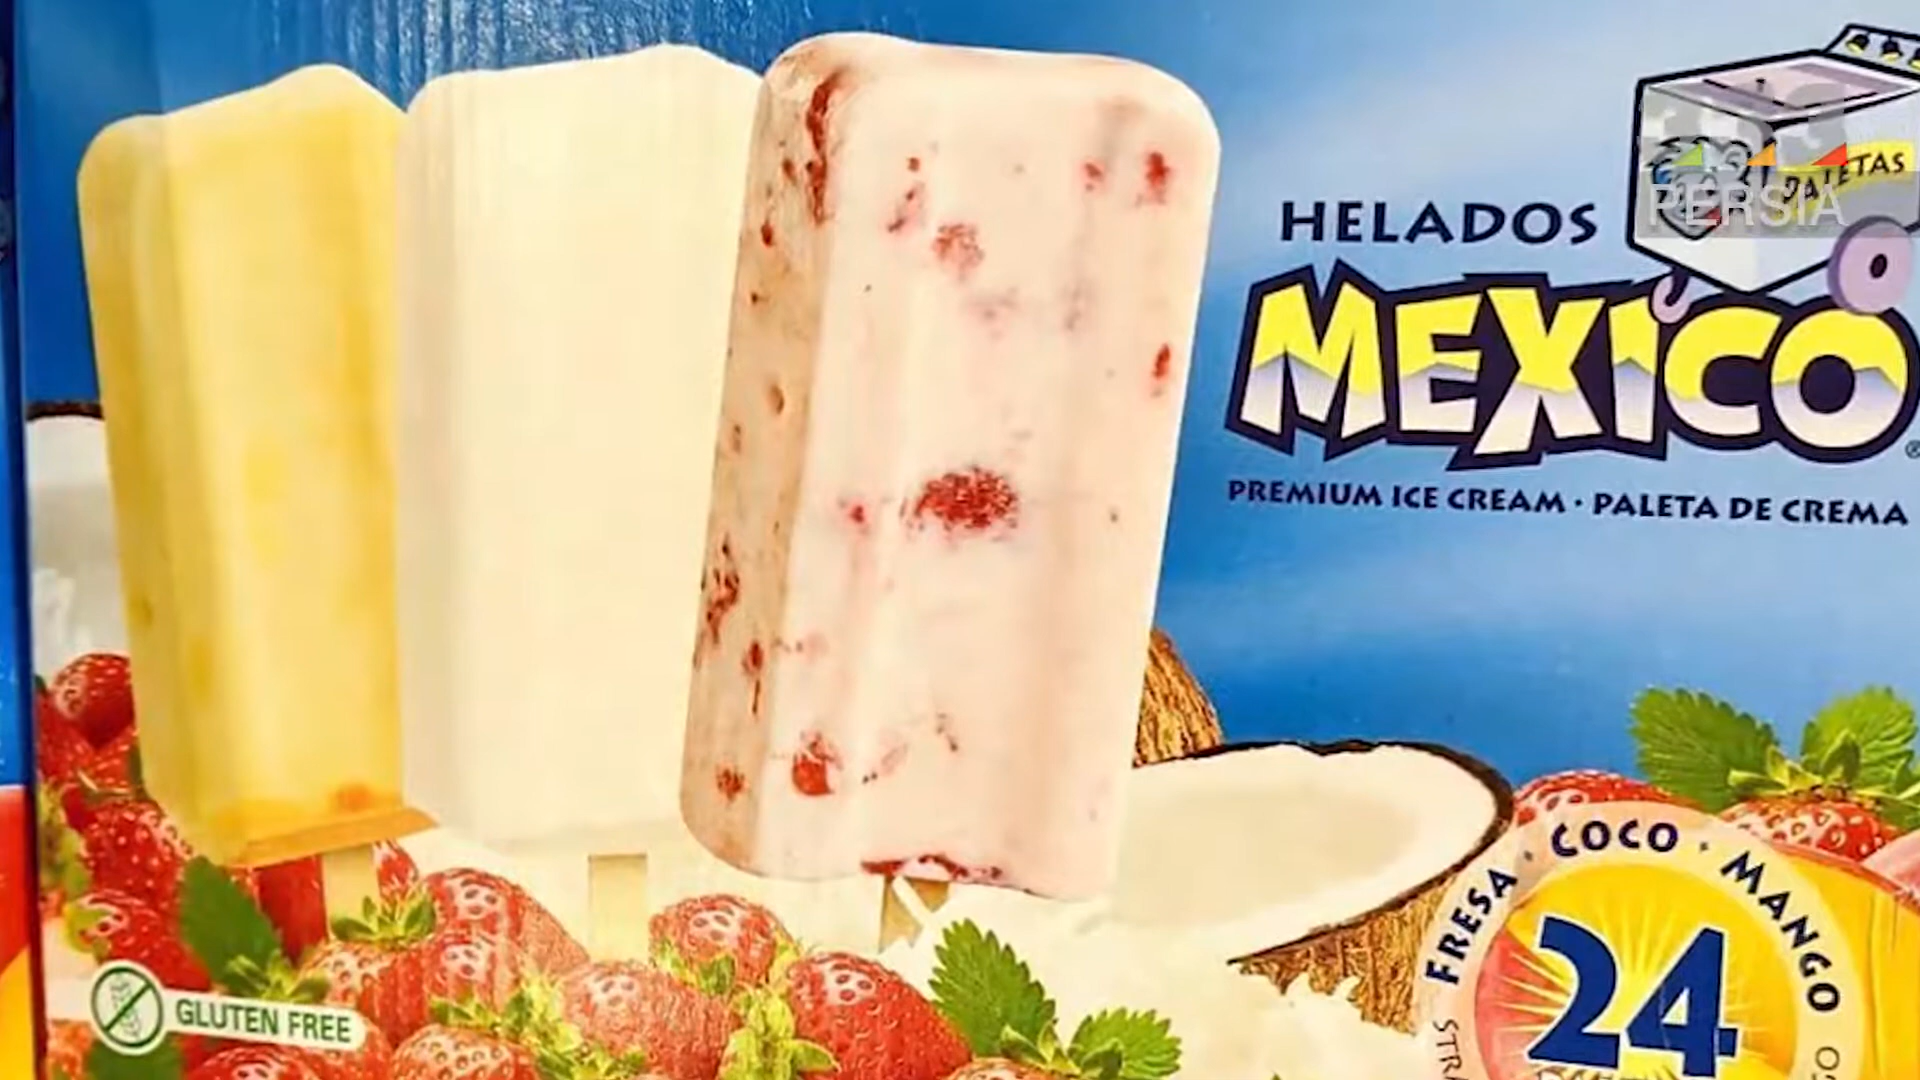 PALETAS
PERSIA
HELADOS
MEXICO
®
PREMIUM ICE CREAM · PALETA DE CREMA
FRESA · COCO · MANGO
24
GLUTEN FREE